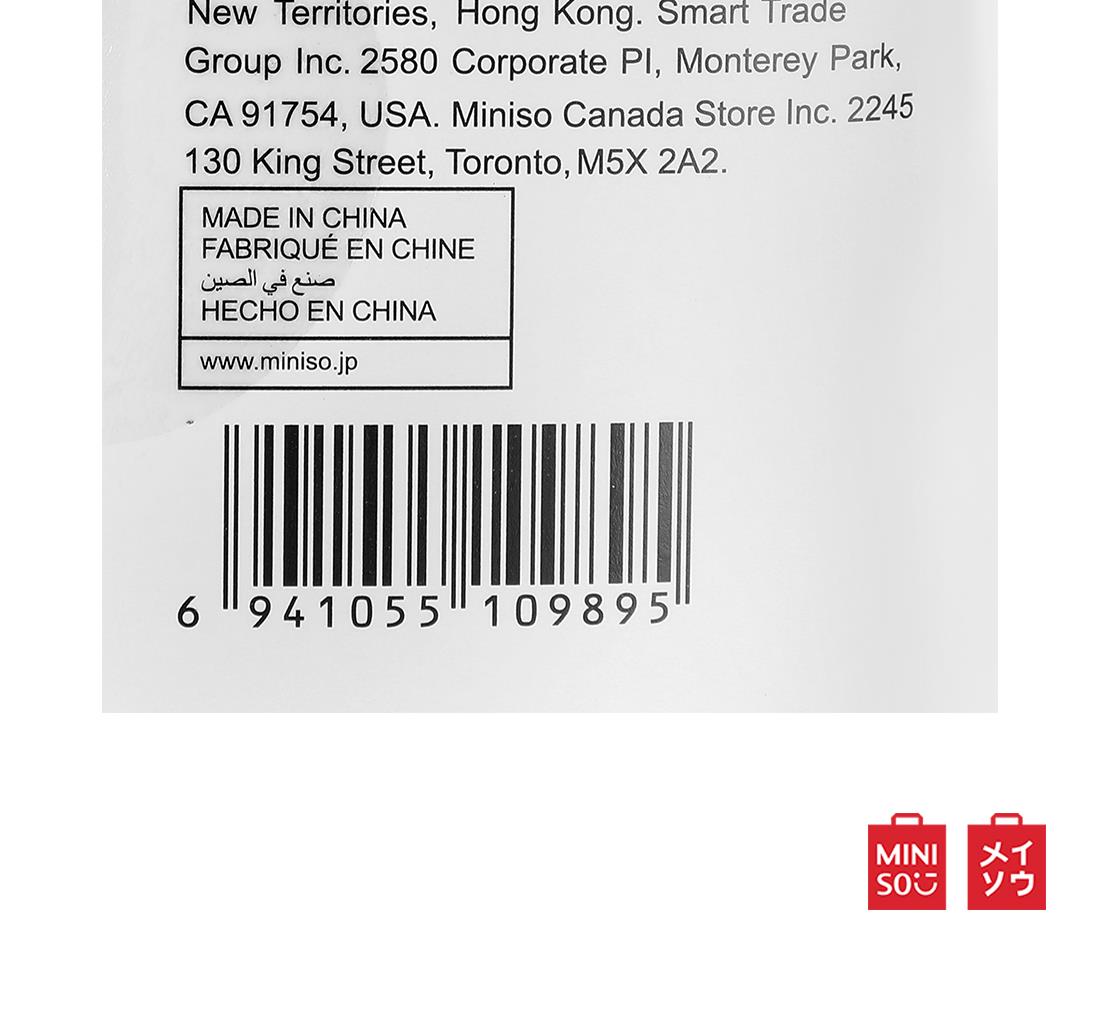 New Territories, Hong Kong. Smart Trade
Group Inc. 2580 Corporate Pl, Monterey Park,
CA 91754, USA. Miniso Canada Store Inc. 2245
130 King Street, Toronto, M5X 2A2.
MADE IN CHINA
FABRIQUÉ EN CHINE
صنع في الصين
HECHO EN CHINA
www.miniso.jp
6 941055 109895
MINI
SO
メイ
ソウ